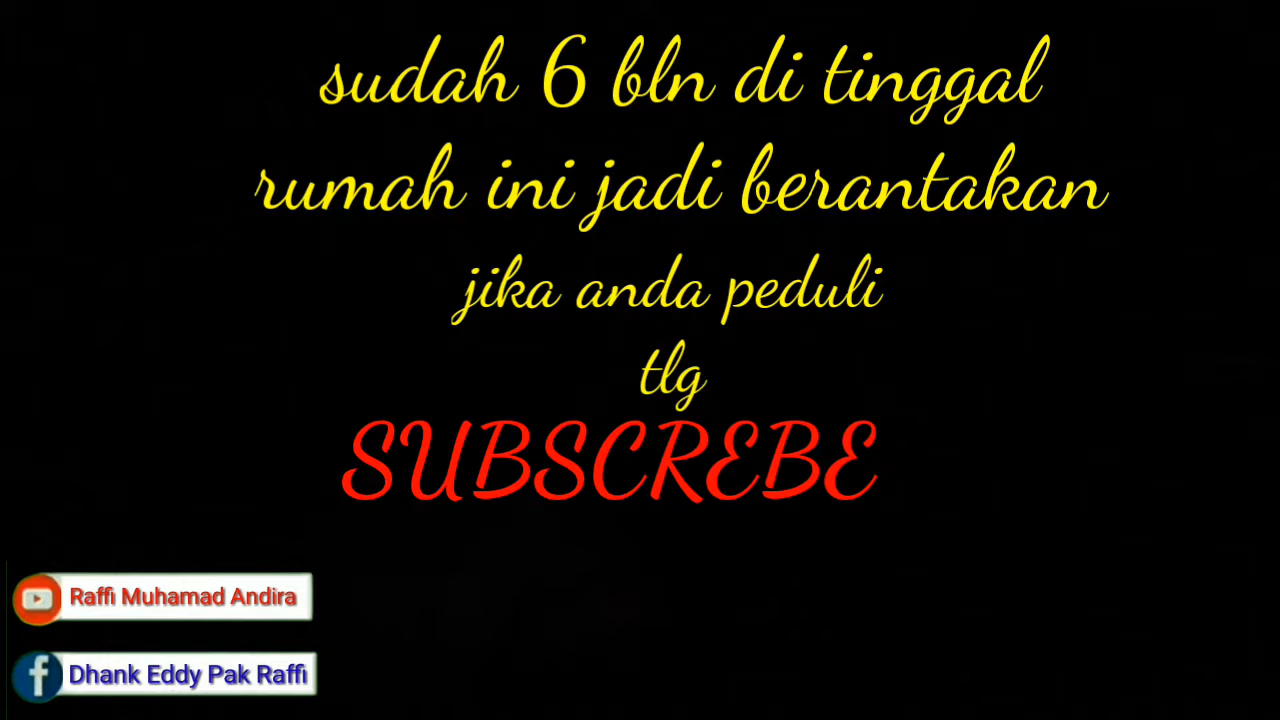 sudah 6 bln di tinggal
rumah ini jadi berantakan
jika anda peduli
tlg
SUBSCREBE
Raffi Muhamad Andira
Dhank Eddy Pak Raffi